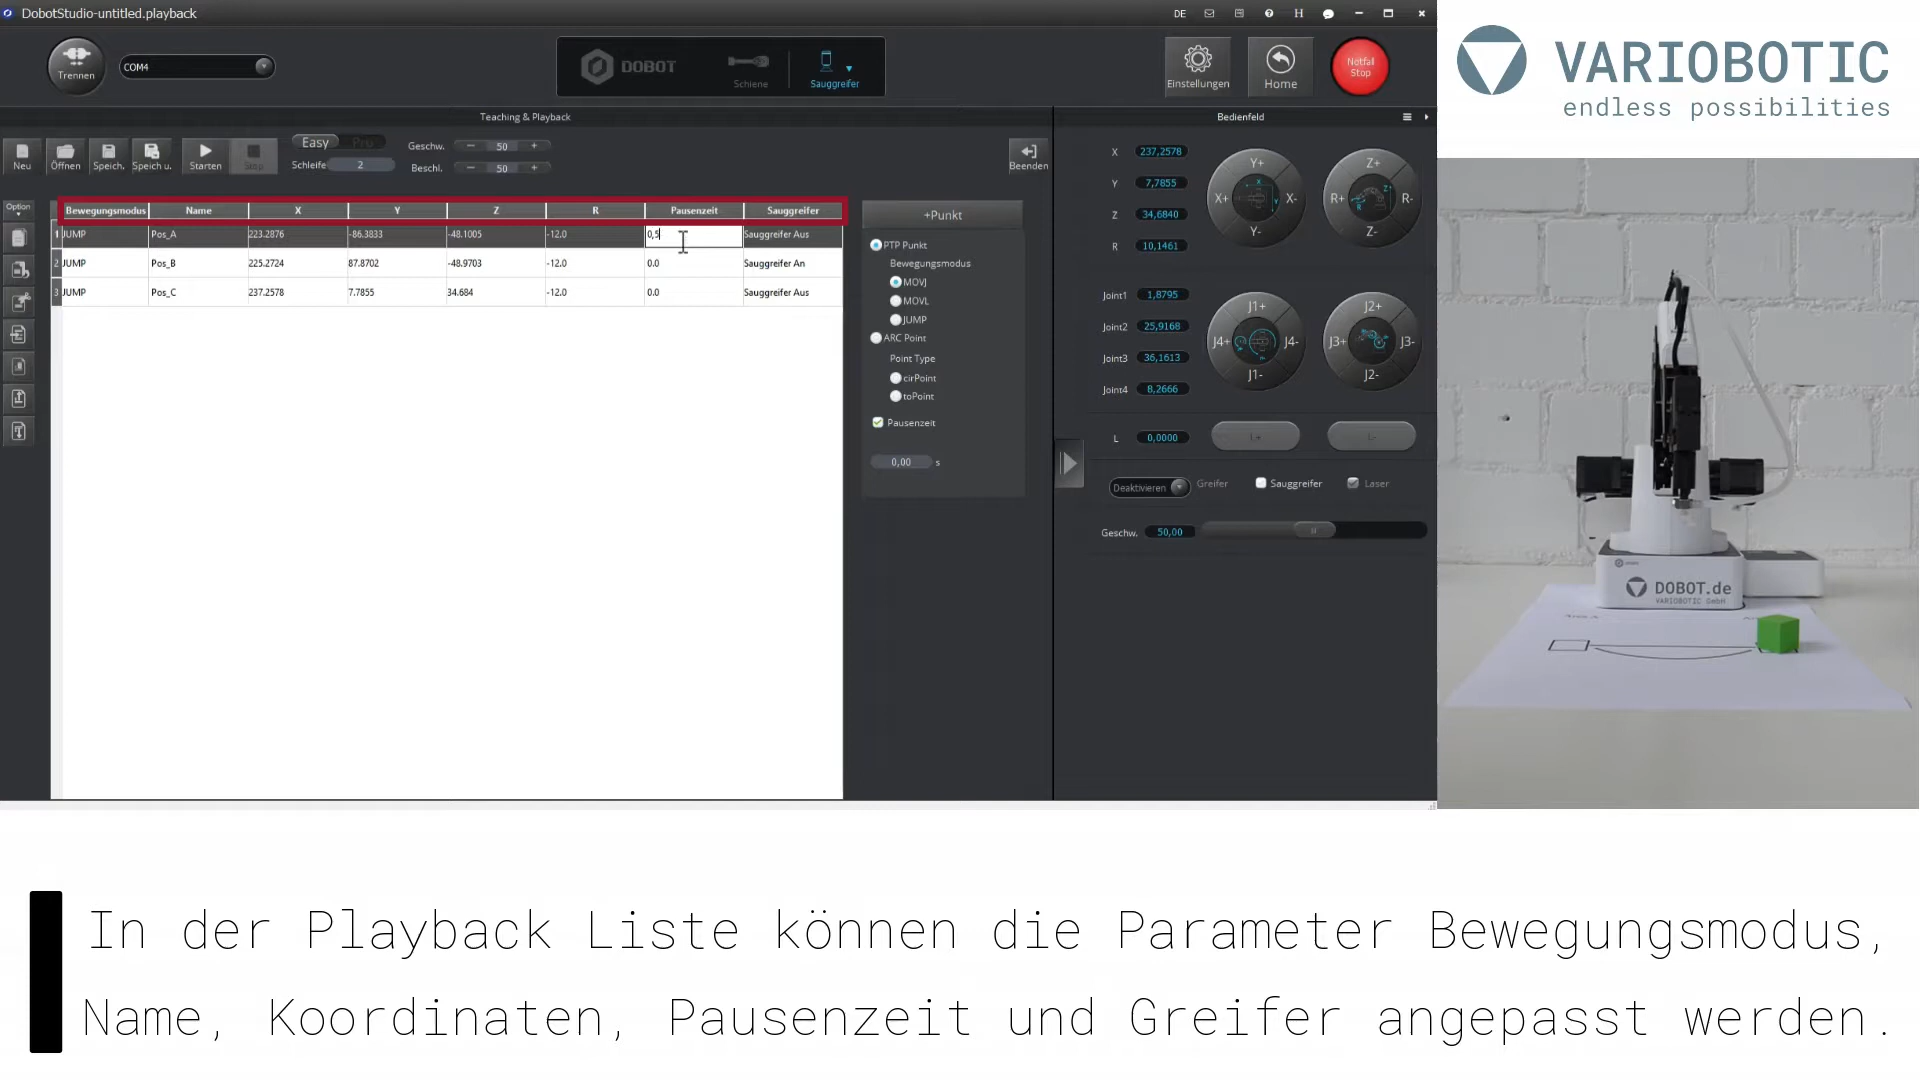 DobotStudio-untitled.playback
DE
H
Trennen
COM4
DOBOT
Schiene
Sauggreifer
Einstellungen
Home
Notfall
Stop
VARIOBOTIC
endless possibilities
Teaching & Playback
Bedienfeld
Neu
Öffnen
Speich.
Speich u.
Starten
Stop
Easy
Pro
Schleife
2
Geschw.
50
Beschl.
50
Beenden
Option
Bewegungsmodus Name X Y Z R Pausenzeit Sauggreifer
1 JUMP Pos_A 223.2876 -86.3833 -48.1005 -12.0 0,5 Sauggreifer Aus
2 JUMP Pos_B 225.2724 87.8702 -48.9703 -12.0 0.0 Sauggreifer An
3 JUMP Pos_C 237.2578 7.7855 34.684 -12.0 0.0 Sauggreifer Aus
+Punkt
PTP Punkt
Bewegungsmodus
MOVJ
MOVL
JUMP
ARC Point
Point Type
cirPoint
toPoint
Pausenzeit
0,00 s
X 237,2578
Y 7,7855
Z 34,6840
R 10,1461
Y+
X+ X-
Y-
Z+
R+ R-
Z-
Joint1 1,8795
Joint2 25,9168
Joint3 36,1613
Joint4 8,2666
J1+
J4+ J4-
J1-
J2+
J3+ J3-
J2-
L 0,0000
L+
L-
Deaktivieren Greifer
Sauggreifer
Laser
Geschw. 50,00
DOBOT.de
VARIOBOTIC GmbH
In der Playback Liste können die Parameter Bewegungsmodus,
Name, Koordinaten, Pausenzeit und Greifer angepasst werden.